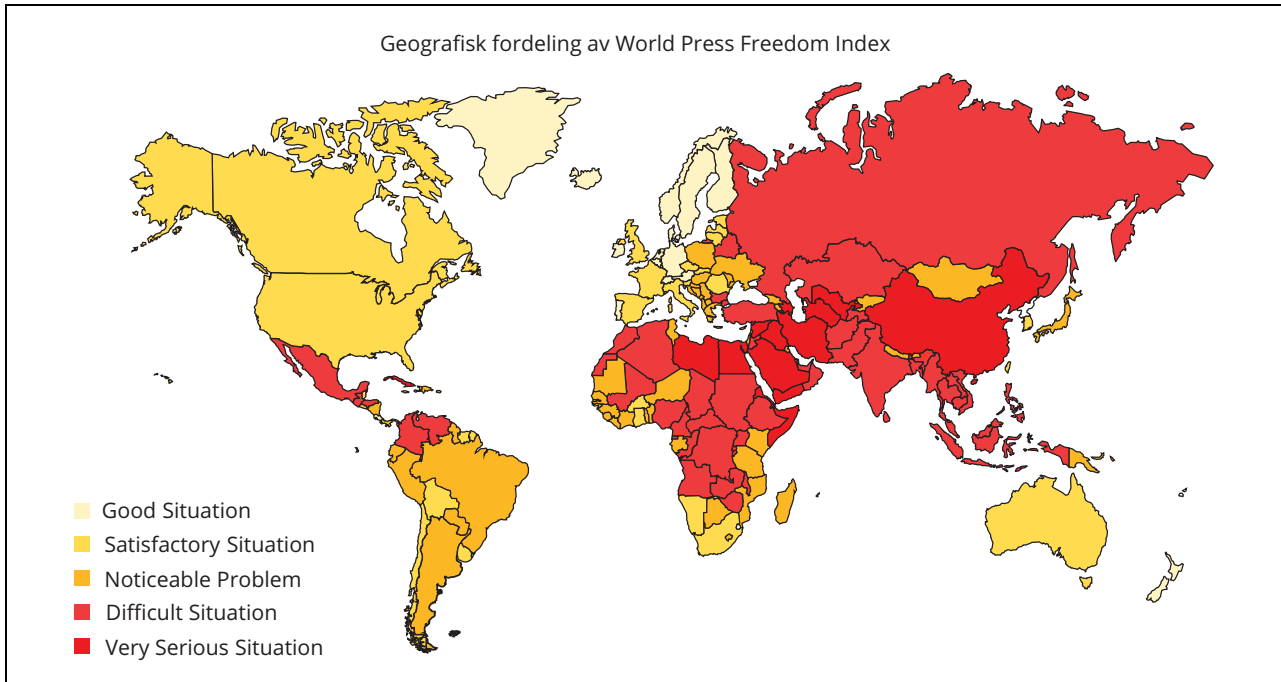 Geografisk fordeling av World Press Freedom Index
Good Situation
Satisfactory Situation
Noticeable Problem
Difficult Situation
Very Serious Situation